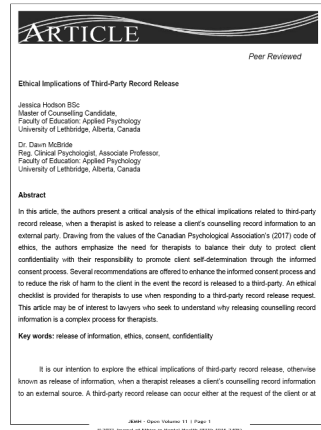 ARTICLE
Peer Reviewed
Ethical Implications of Third-Party Record Release
Jessica Hodson BSc
Master of Counselling Candidate,
Faculty of Education: Applied Psychology
University of Lethbridge, Alberta, Canada
Dr. Dawn McBride
Reg. Clinical Psychologist, Associate Professor,
Faculty of Education: Applied Psychology
University of Lethbridge, Alberta, Canada
Abstract
In this article, the authors present a critical analysis of the ethical implications related to third-party
record release, when a therapist is asked to release a client's counselling record information to an
external party. Drawing from the values of the Canadian Psychological Association's (2017) code of
ethics, the authors emphasize the need for therapists to balance their duty to protect client
confidentiality with their responsibility to promote client self-determination through the informed
consent process. Several recommendations are offered to enhance the informed consent process and
to reduce the risk of harm to the client in the event the record is released to a third-party. An ethical
checklist is provided for therapists to use when responding to a third-party record release request.
This article may be of interest to lawyers who seek to understand why releasing counselling record
information is a complex process for therapists.
Key words: release of information, ethics, consent, confidentiality
It is our intention to explore the ethical implications of third-party record release, otherwise
known as release of information, when a therapist releases a client's counselling record information
to an external source. A third-party record release can occur either at the request of the client or at
JEMH - Open Volume 11 | Page 1
Journal of Ethics in Mental Health